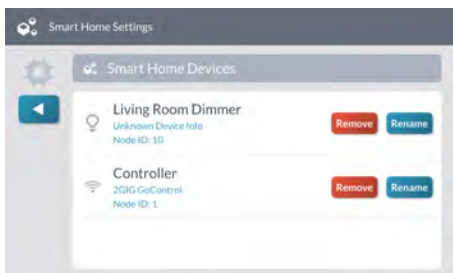 Smart Home Settings
Smart Home Devices
Living Room Dimmer
Unknown Device Info
Node ID: 10
Remove
Rename
Controller
2GIG GoControl
Node ID: 1
Remove
Rename